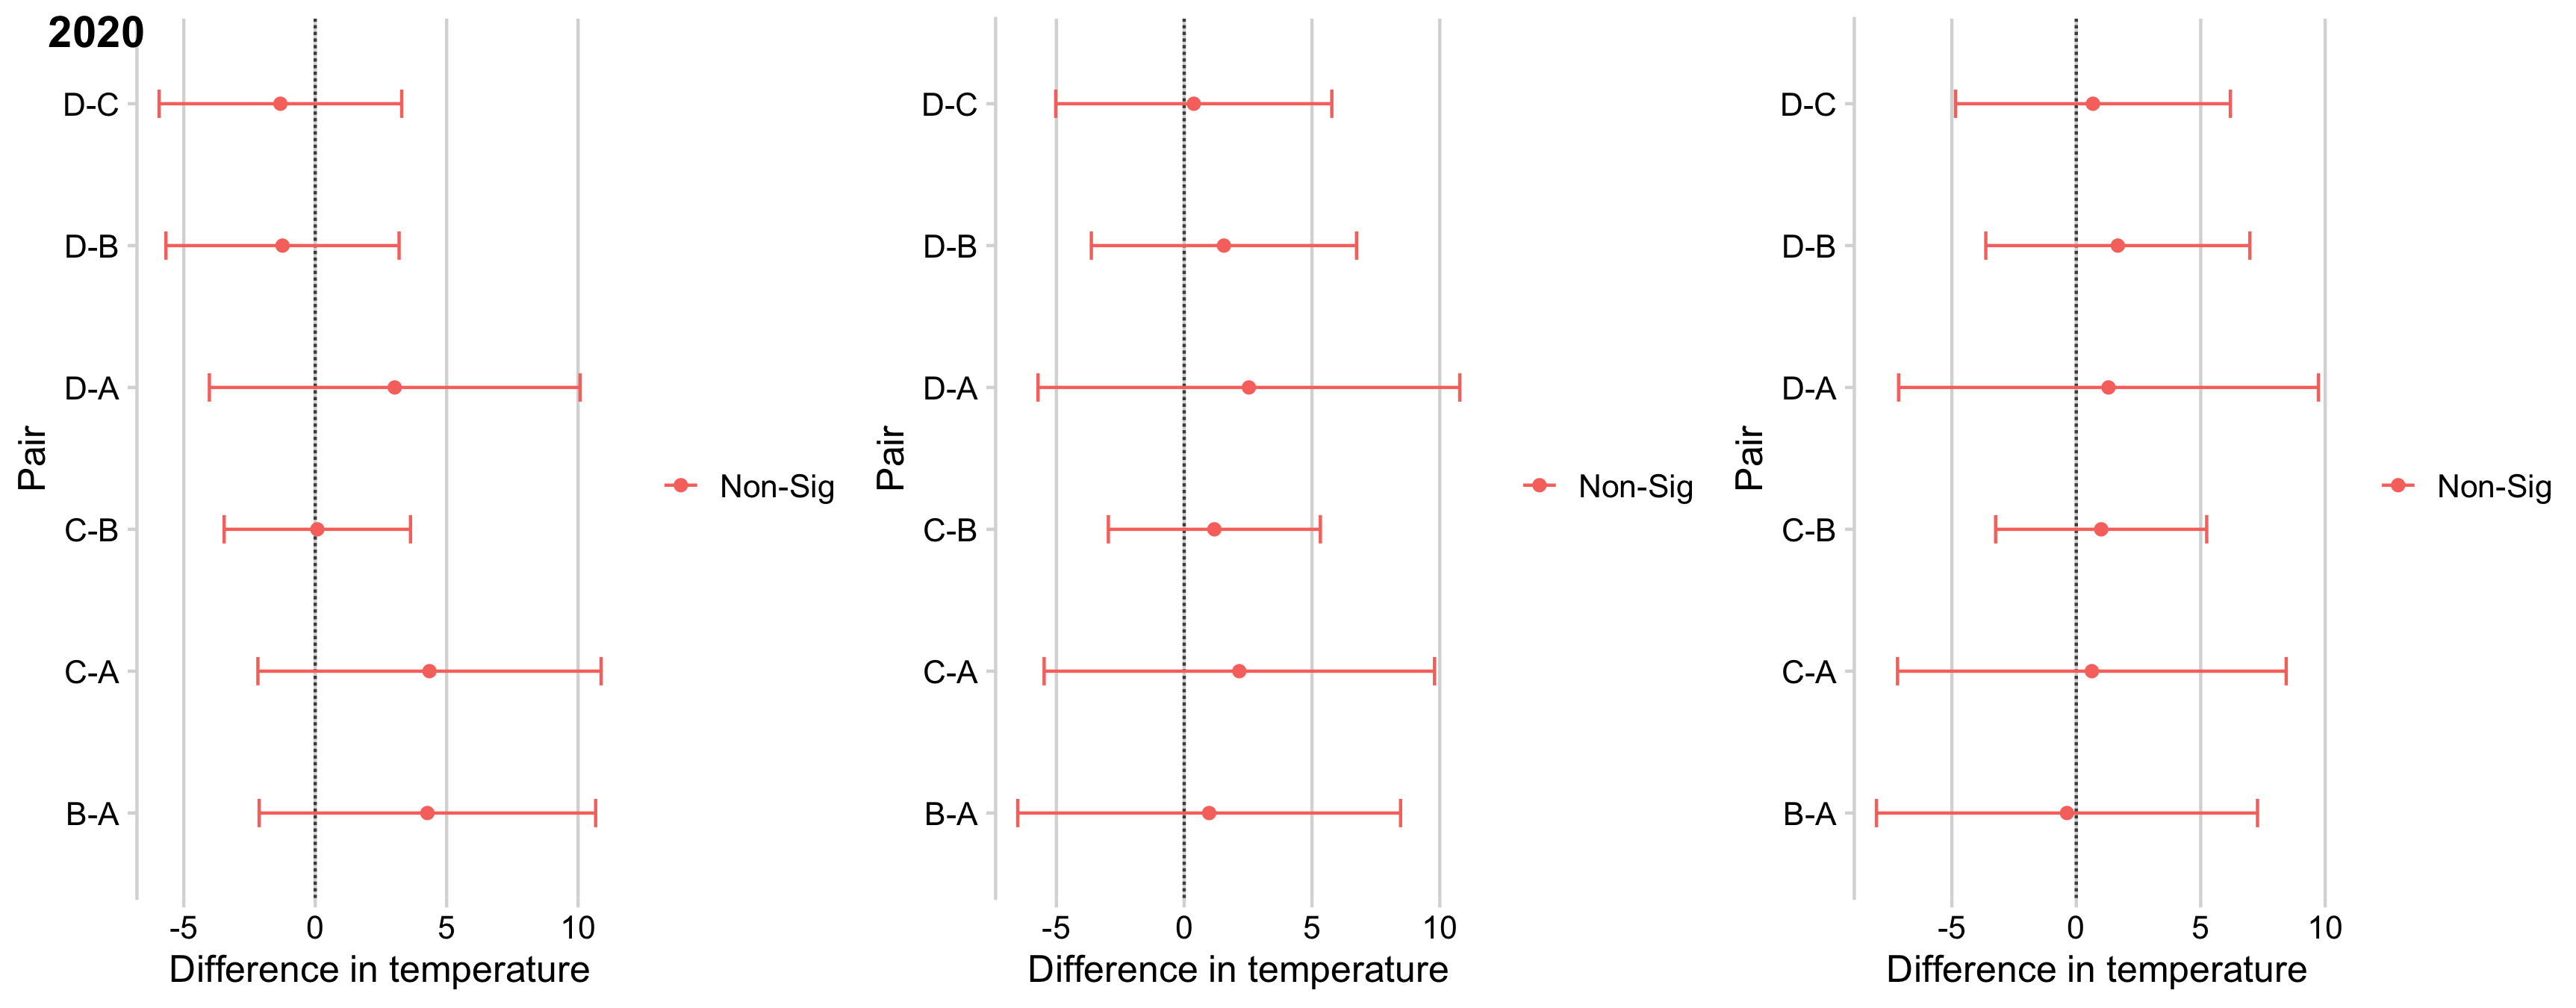 2020
D-C
D-B
D-A
C-B
C-A
B-A
Pair
-5 0 5 10
Difference in temperature
Non-Sig
D-C
D-B
D-A
C-B
C-A
B-A
Pair
-5 0 5 10
Difference in temperature
Non-Sig
D-C
D-B
D-A
C-B
C-A
B-A
Pair
-5 0 5 10
Difference in temperature
Non-Sig